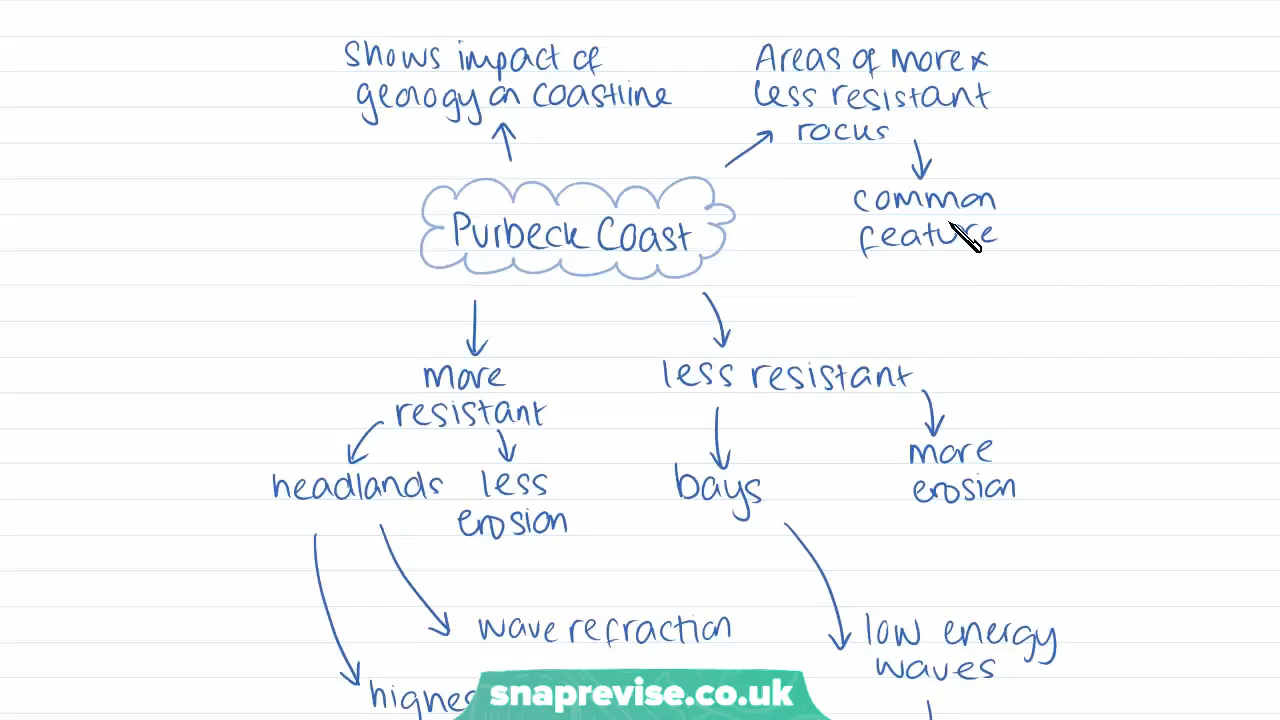 Shows impact of
geology on coastline
Areas of more &
less resistant
rocks
common
feature
Purbeck Coast
more
resistant
less resistant
headlands
less
erosion
bays
more
erosion
wave refraction
low energy
waves
snaprevise.co.uk